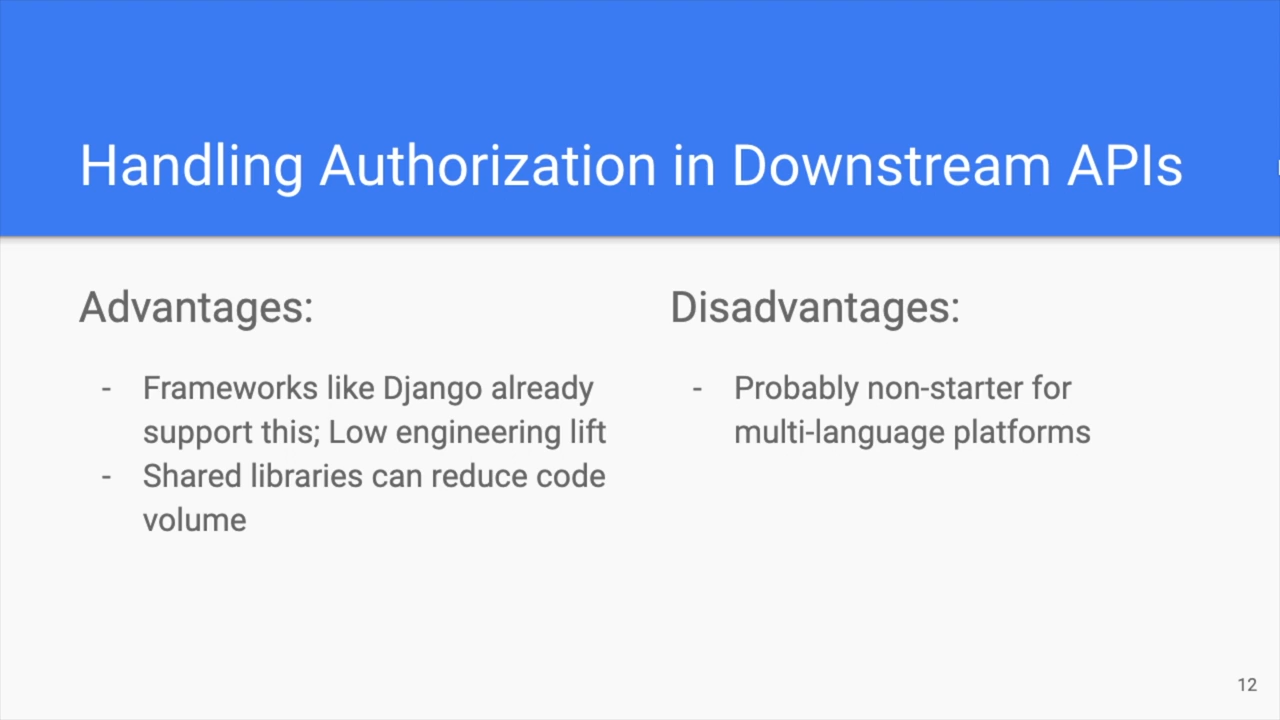 Handling Authorization in Downstream APIs
Advantages:
- Frameworks like Django already
support this; Low engineering lift
- Shared libraries can reduce code
volume
Disadvantages:
- Probably non-starter for
multi-language platforms
12